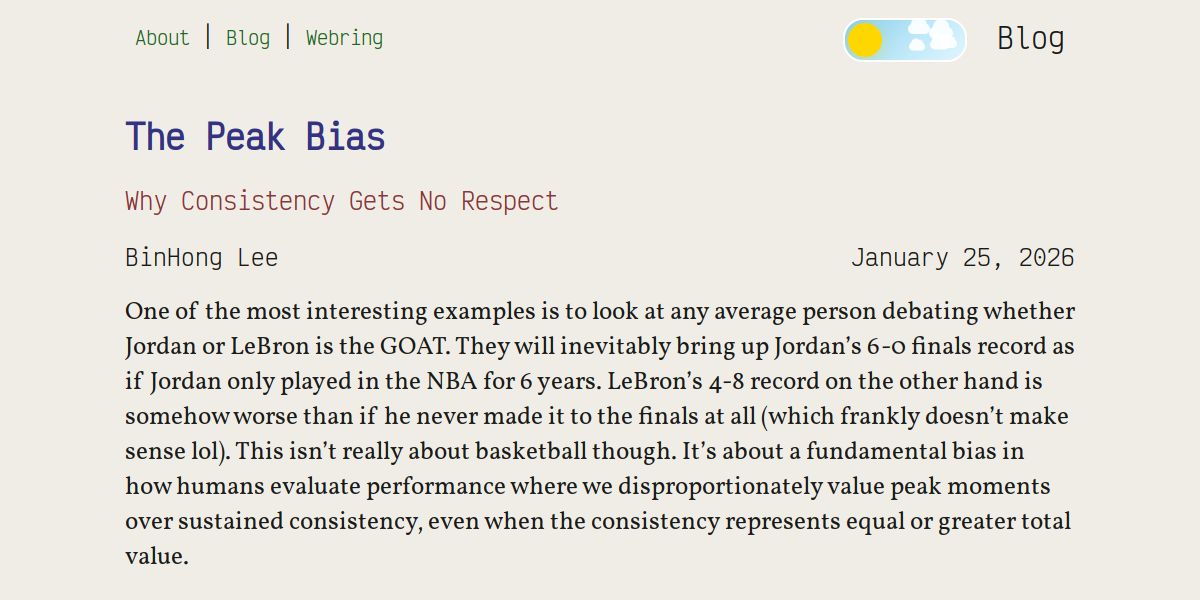 About | Blog | Webring
Blog
The Peak Bias
Why Consistency Gets No Respect
BinHong Lee
January 25, 2026
One of the most interesting examples is to look at any average person debating whether
Jordan or LeBron is the GOAT. They will inevitably bring up Jordan’s 6-0 finals record as
if Jordan only played in the NBA for 6 years. LeBron’s 4-8 record on the other hand is
somehow worse than if he never made it to the finals at all (which frankly doesn’t make
sense lol). This isn’t really about basketball though. It’s about a fundamental bias in
how humans evaluate performance where we disproportionately value peak moments
over sustained consistency, even when the consistency represents equal or greater total
value.